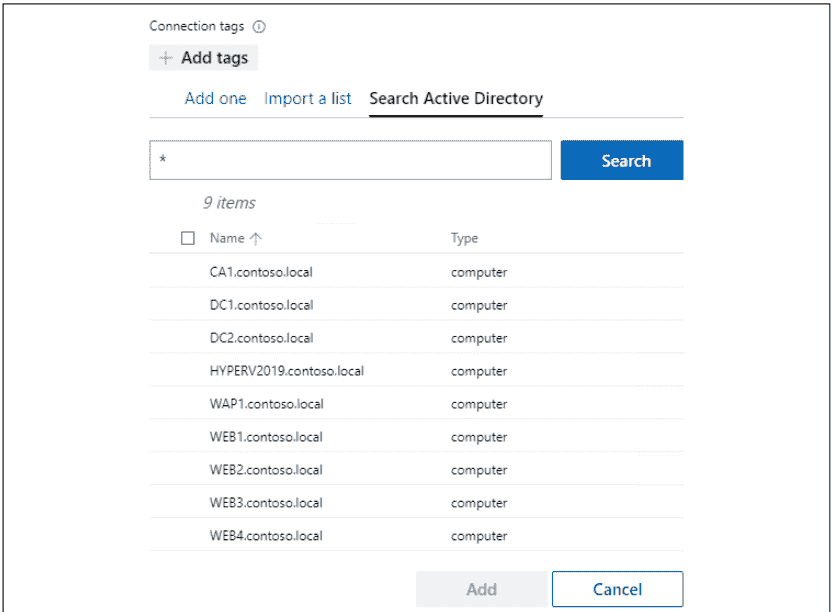 Connection tags
+ Add tags
Add one Import a list Search Active Directory
* Search
9 items
Name ↑ Type
CA1.contoso.local computer
DC1.contoso.local computer
DC2.contoso.local computer
HYPERV2019.contoso.local computer
WAP1.contoso.local computer
WEB1.contoso.local computer
WEB2.contoso.local computer
WEB3.contoso.local computer
WEB4.contoso.local computer
Add Cancel